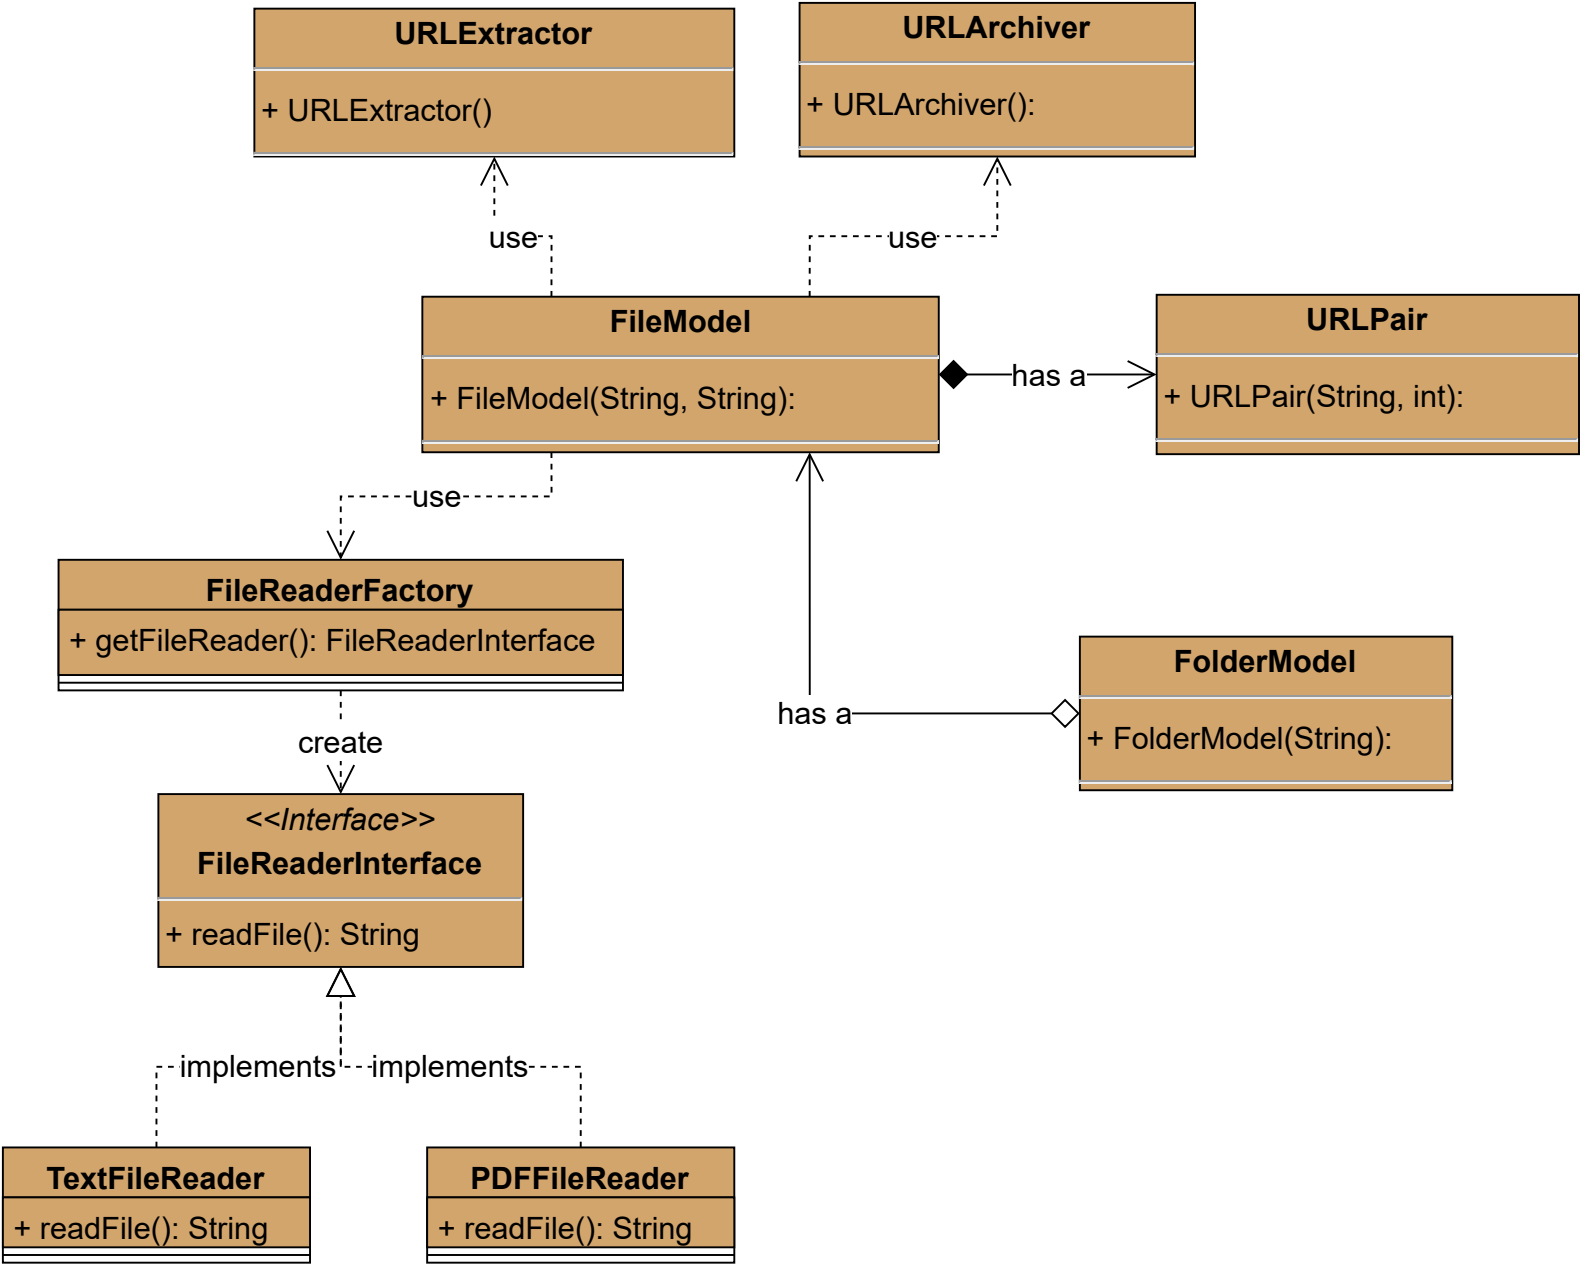 URLExtractor
+ URLExtractor()
URLArchiver
+ URLArchiver():
use
use
FileModel
+ FileModel(String, String):
has a
URLPair
+ URLPair(String, int):
use
FileReaderFactory
+ getFileReader(): FileReaderInterface
create
has a
FolderModel
+ FolderModel(String):
<<Interface>>
FileReaderInterface
+ readFile(): String
implements
implements
TextFileReader
+ readFile(): String
PDFFileReader
+ readFile(): String